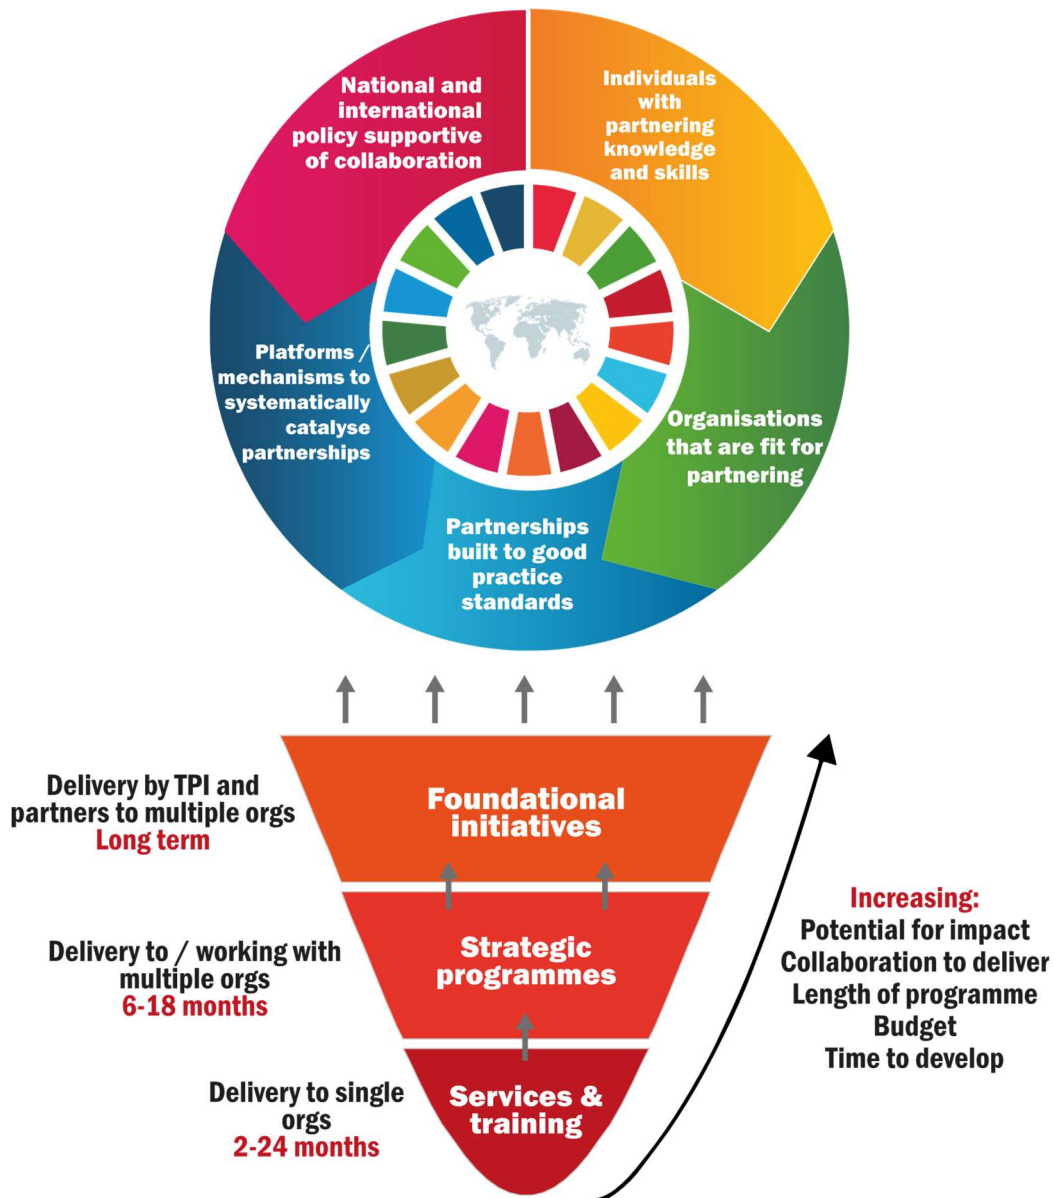 National and
international
policy supportive
of collaboration
Individuals
with
partnering
knowledge
and skills
Platforms /
mechanisms to
systematically
catalyse
partnerships
Organisations
that are fit for
partnering
Partnerships
built to good
practice
standards
Delivery by TPI and
partners to multiple orgs
Long term
Foundational
initiatives
Delivery to / working with
multiple orgs
6-18 months
Strategic
programmes
Increasing:
Potential for impact
Collaboration to deliver
Length of programme
Budget
Time to develop
Delivery to single
orgs
2-24 months
Services &
training